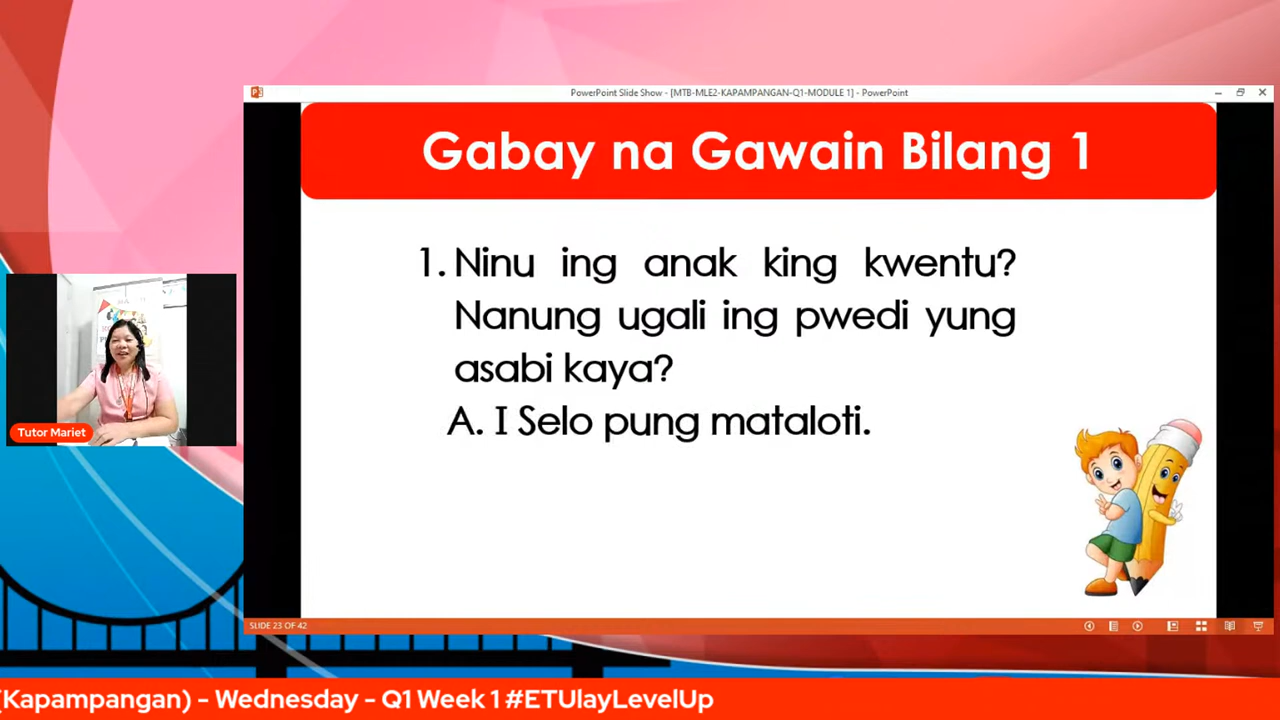 PowerPoint Slide Show - [MTB-MLE2-KAPAMPANGAN-Q1-MODULE 1] - PowerPoint
Gabay na Gawain Bilang 1
1. Ninu ing anak king kwentu?
Nanung ugali ing pwedi yung
asabi kaya?
A. I Selo pung mataloti.
Tutor Mariet
SLIDE 23 OF 42
(Kapampangan) - Wednesday - Q1 Week 1 #ETUlayLevelUp